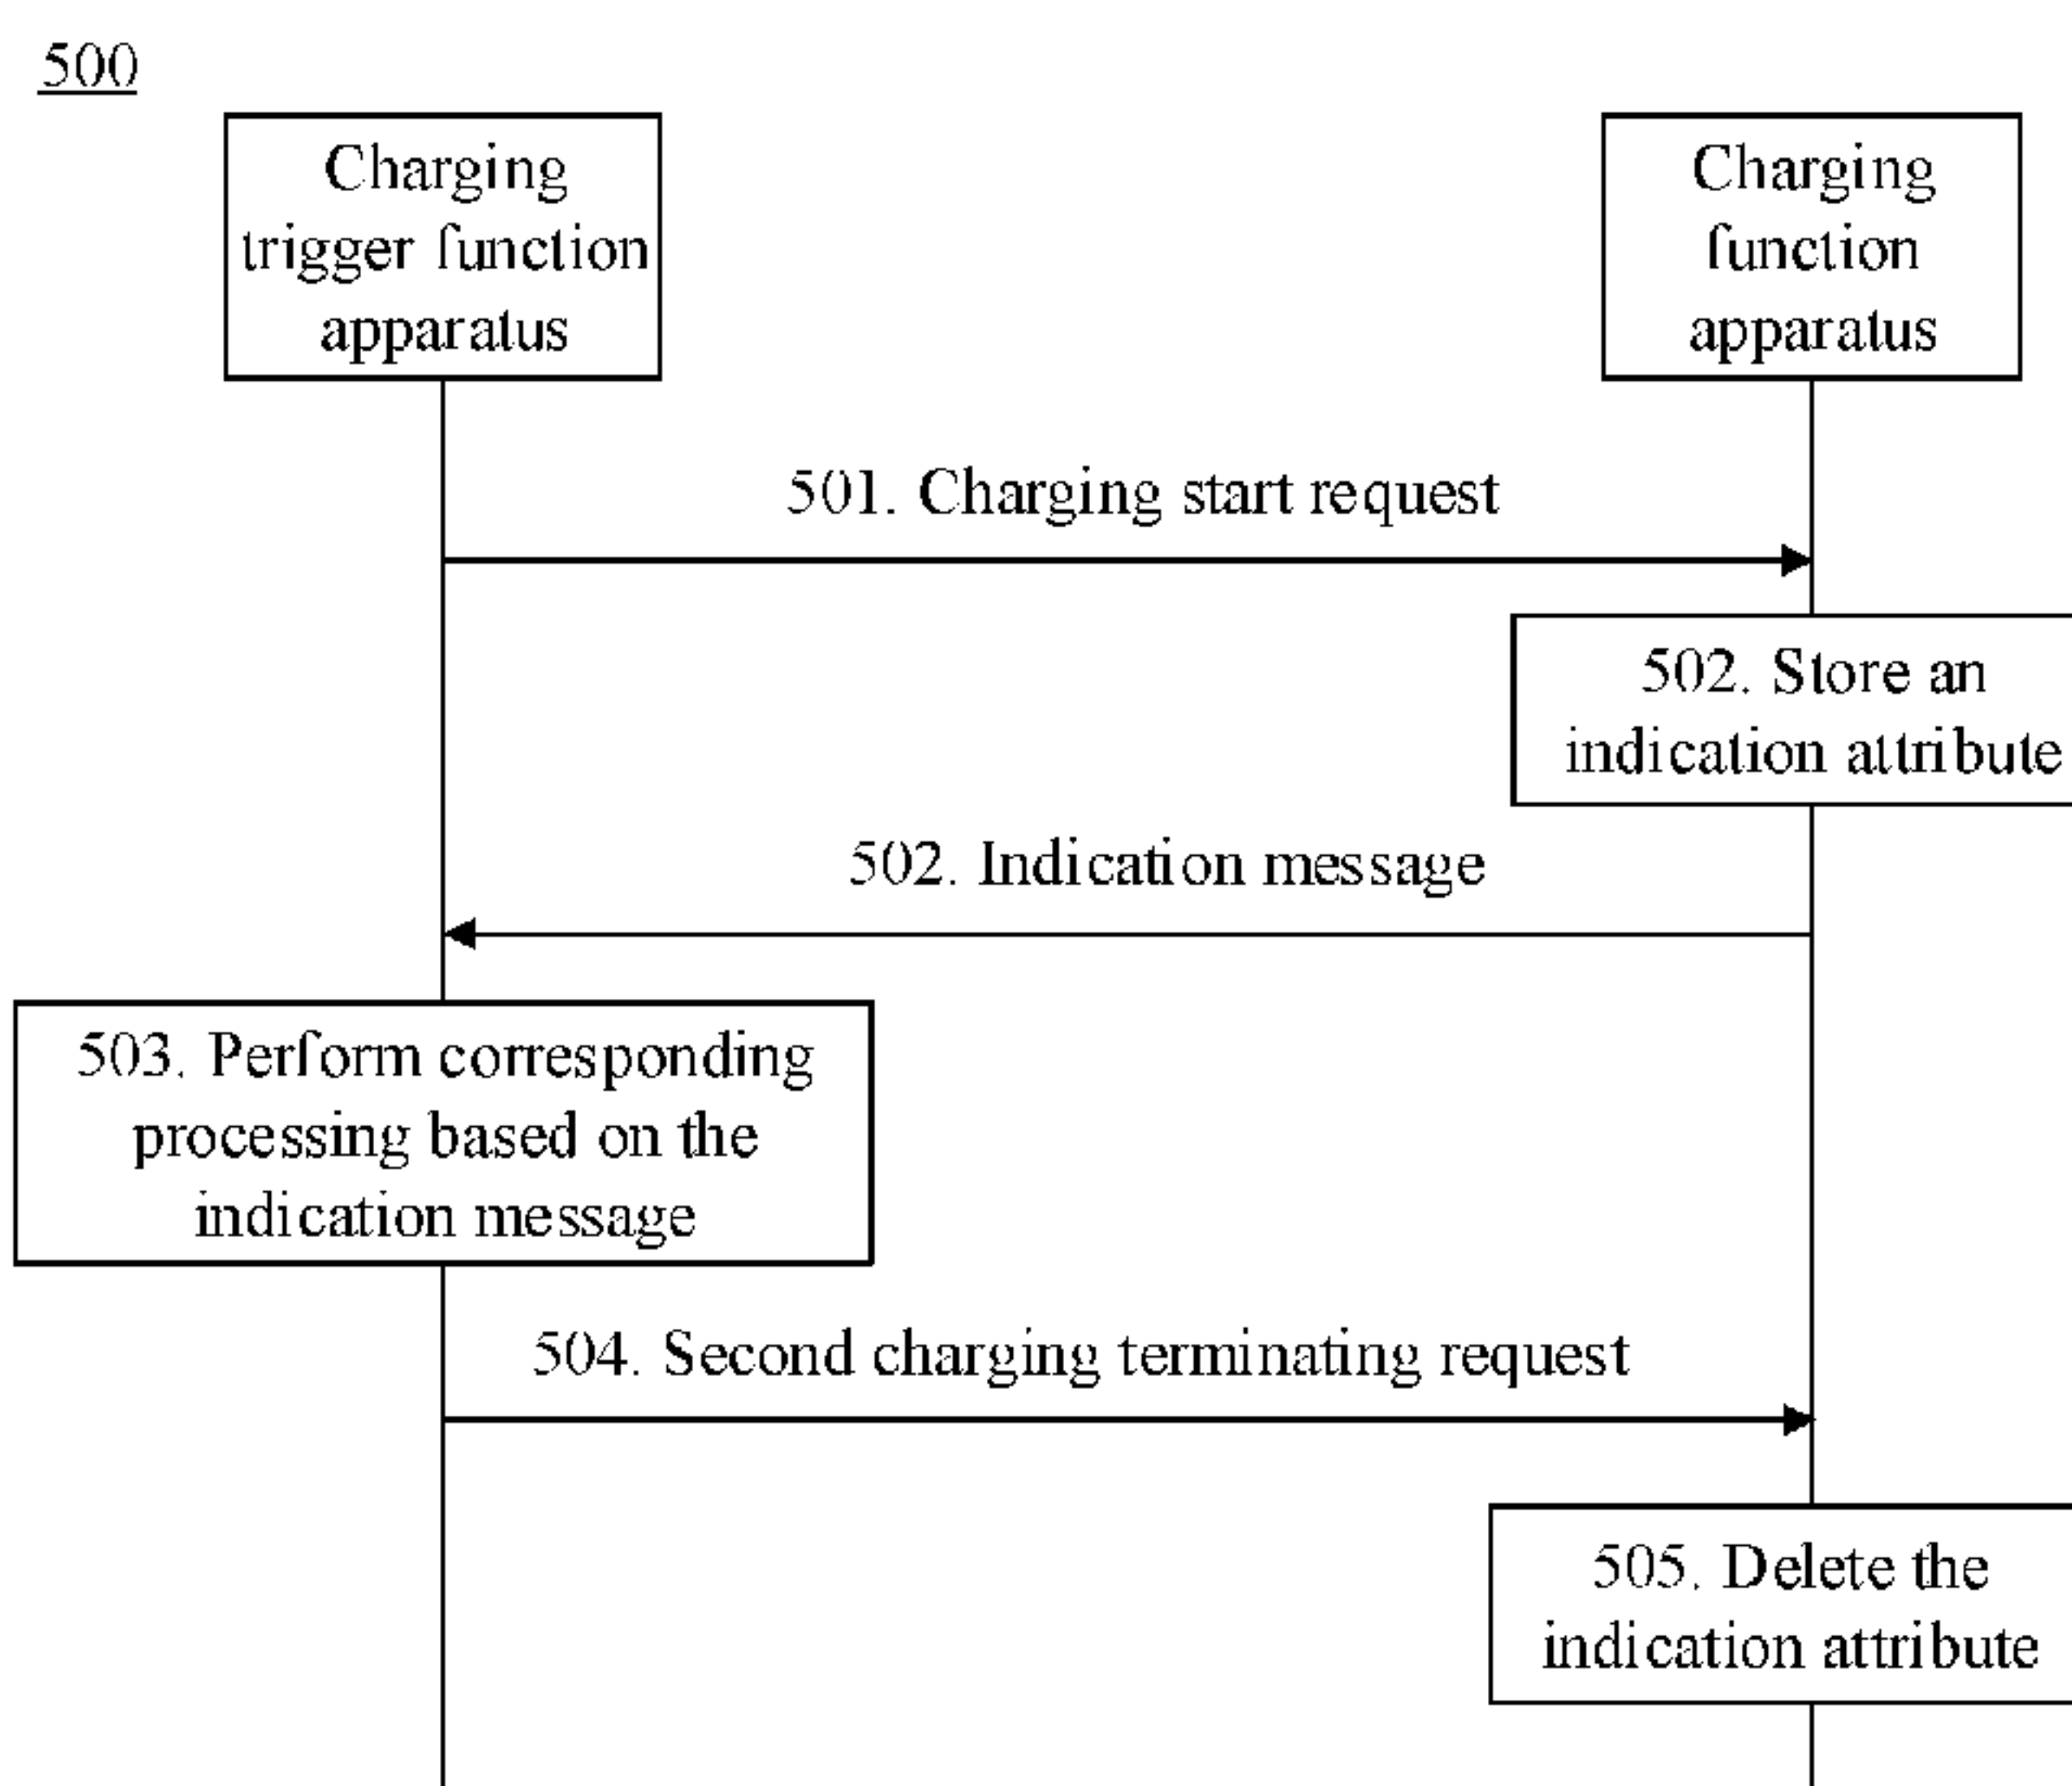 500
Charging
trigger function
apparatus
Charging
function
apparatus
501. Charging start request
502. Store an
indication attribute
502. Indication message
503. Perform corresponding
processing based on the
indication message
504. Second charging terminating request
505. Delete the
indication attribute